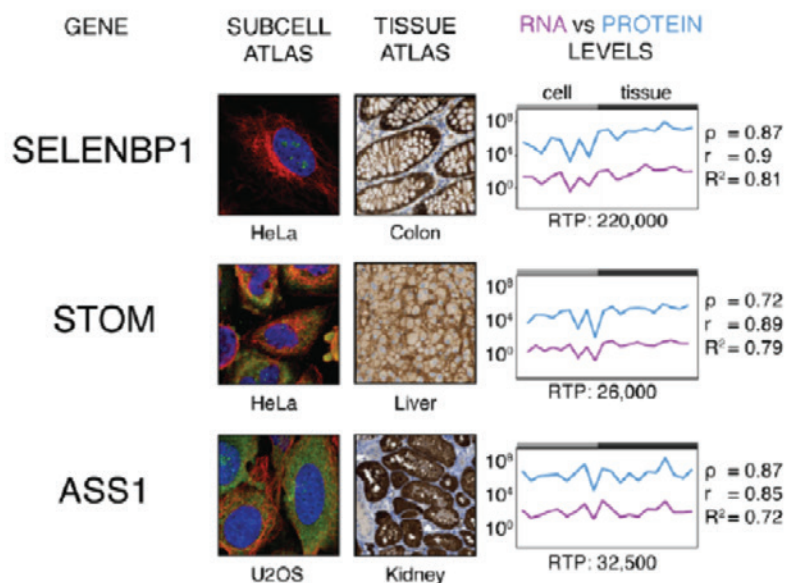 GENE
SUBCELL ATLAS
TISSUE ATLAS
RNA vs PROTEIN LEVELS
cell tissue
SELENBP1
HeLa
Colon
10⁸
10⁴
10⁰
RTP: 220,000
ρ = 0.87
r = 0.9
R² = 0.81
STOM
HeLa
Liver
10⁸
10⁴
10⁰
RTP: 26,000
ρ = 0.72
r = 0.89
R² = 0.79
ASS1
U2OS
Kidney
10⁸
10⁴
10⁰
RTP: 32,500
ρ = 0.87
r = 0.85
R² = 0.72